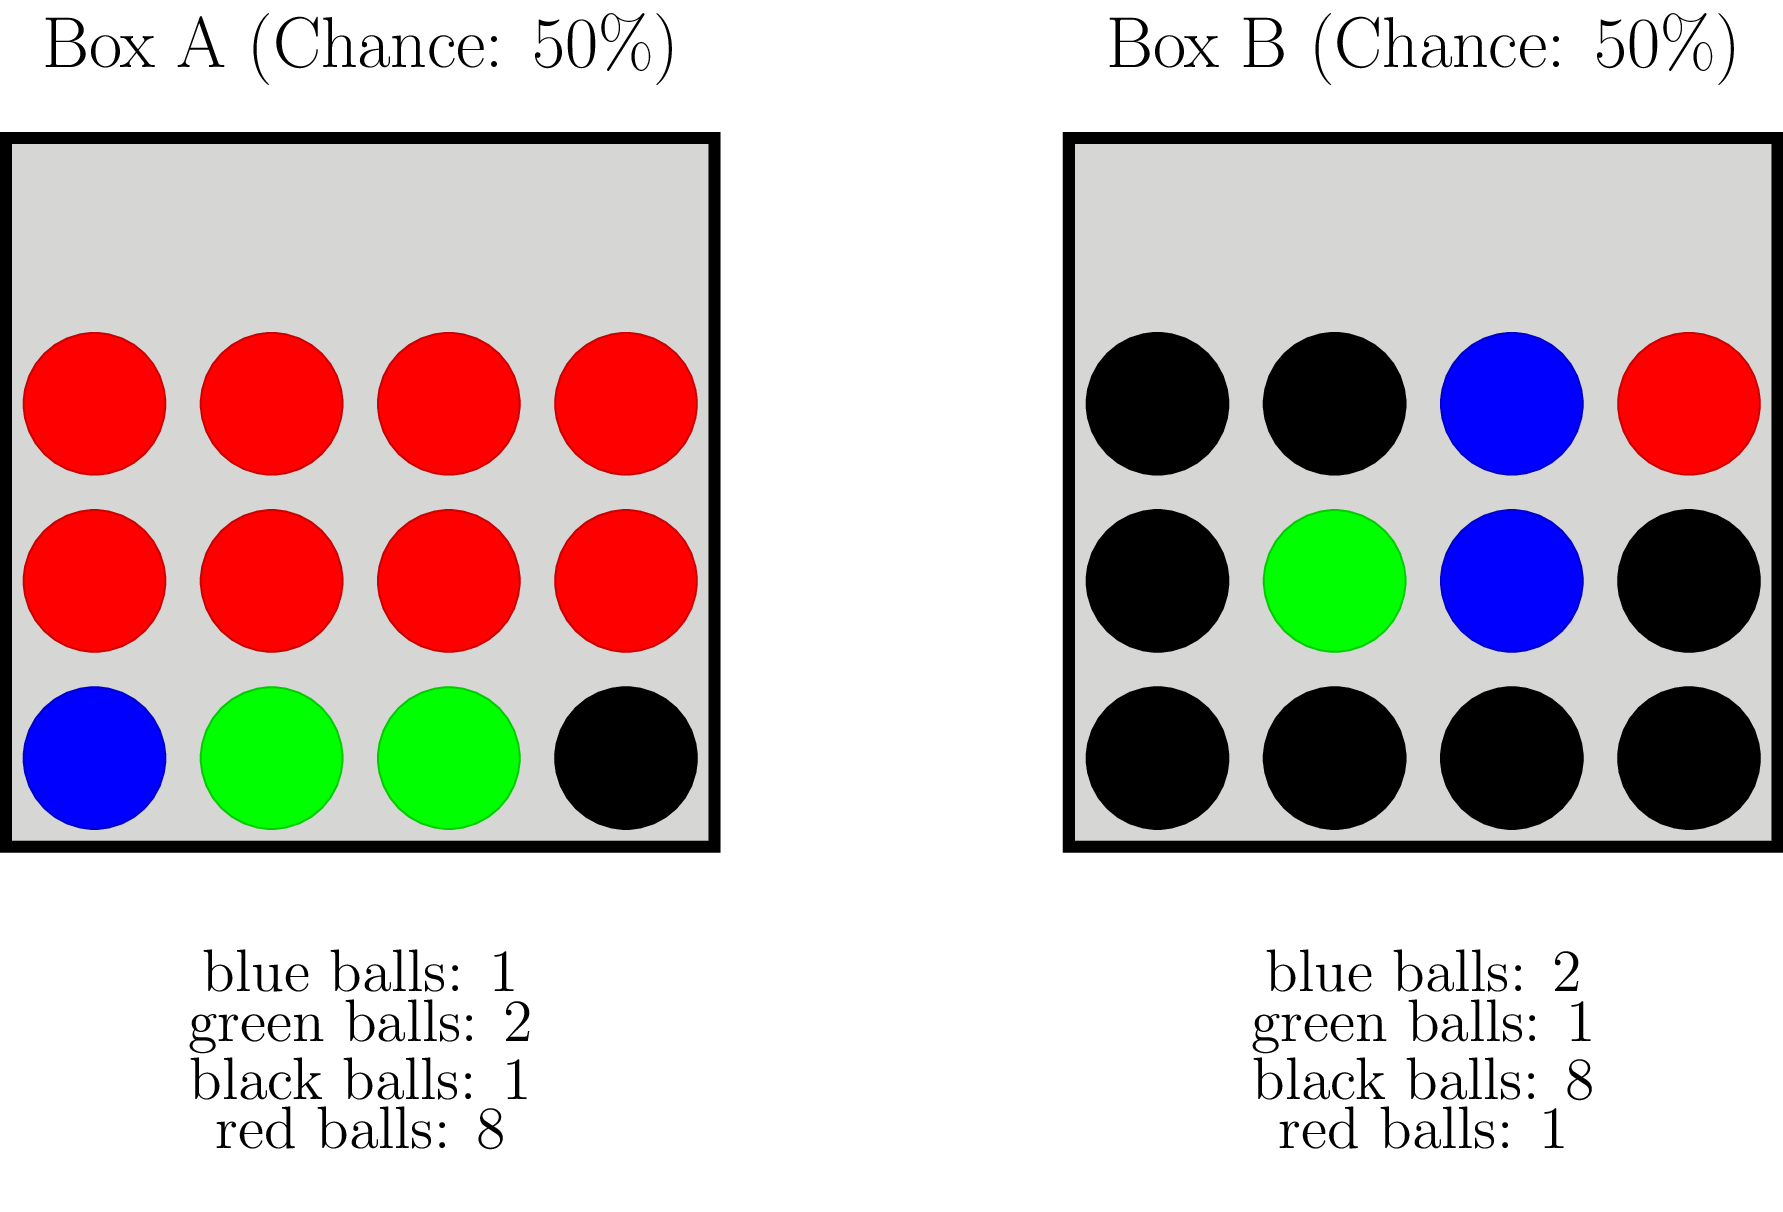 Box A (Chance: 50%)
Box B (Chance: 50%)
blue balls: 1
green balls: 2
black balls: 1
red balls: 8
blue balls: 2
green balls: 1
black balls: 8
red balls: 1